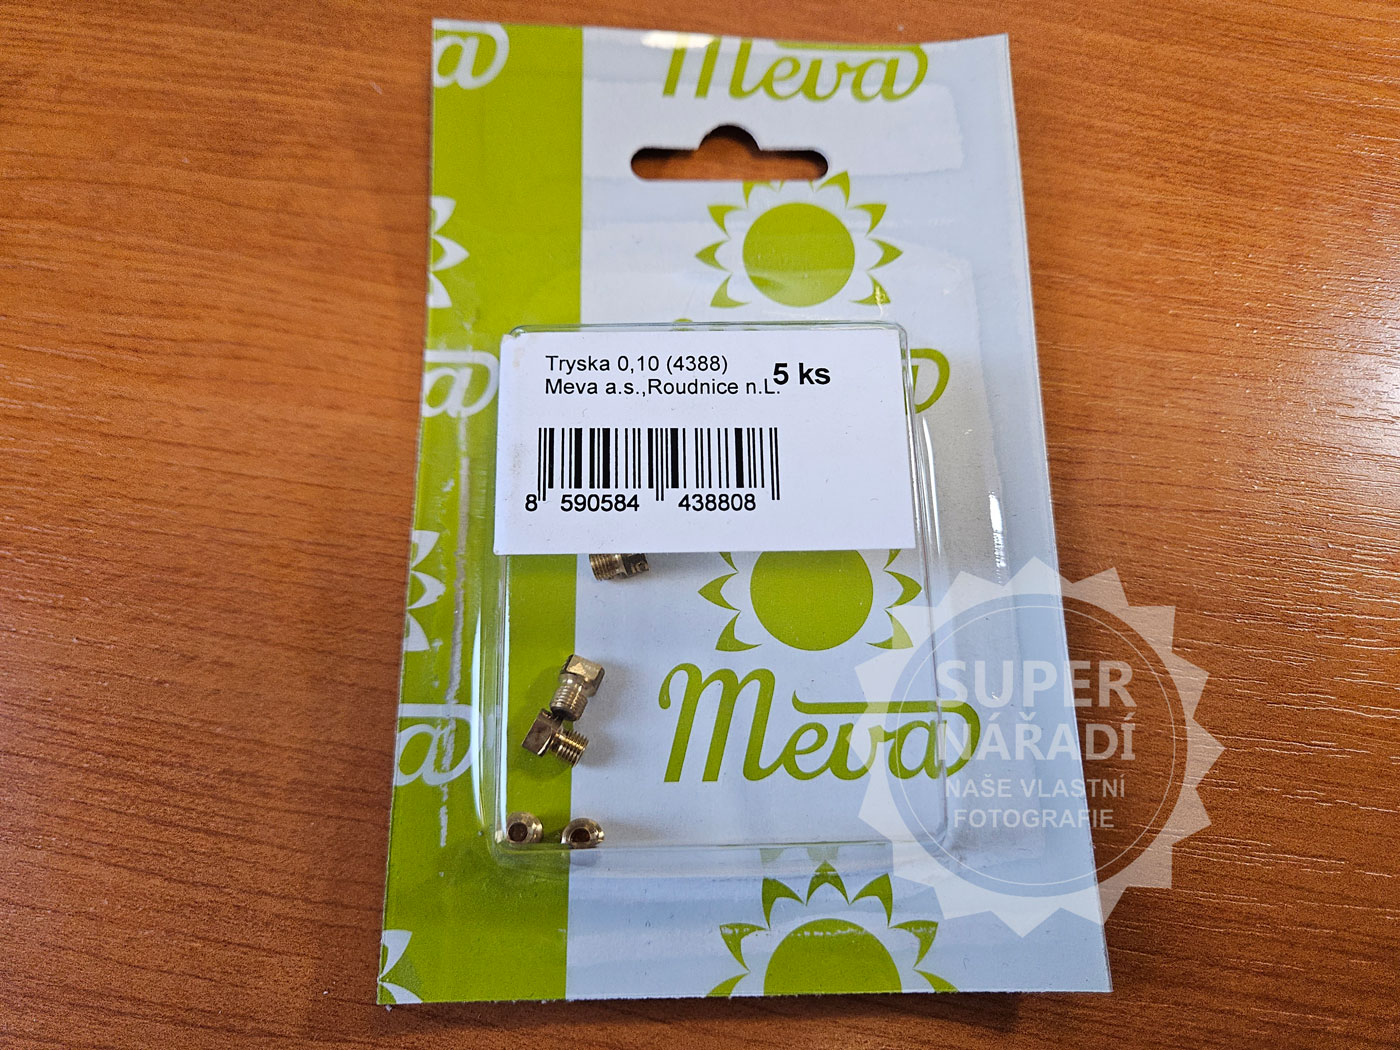 Meva
a
Tryska 0,10 (4388)
Meva a.s.,Roudnice n.L.
5 ks
a
a
8 590584 438808
Meva
a
SUPER
NÁŘADÍ
NAŠE VLASTNÍ
FOTOGRAFIE